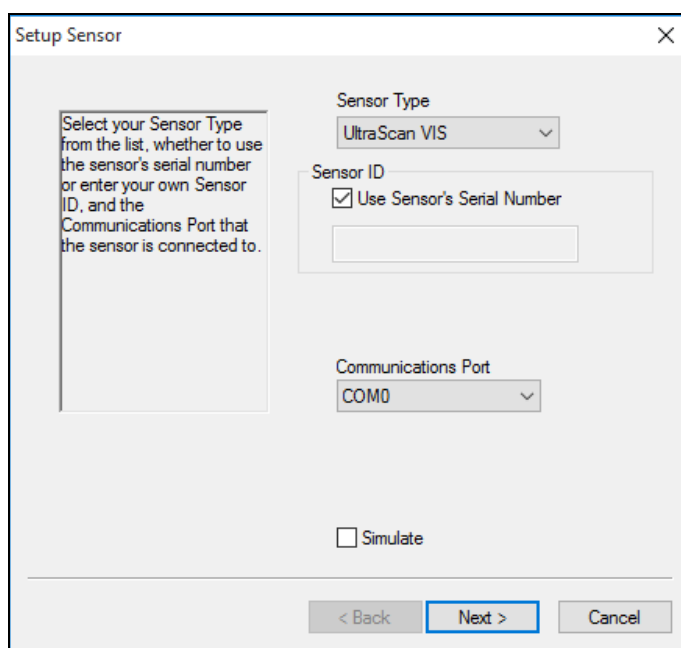 Setup Sensor
Select your Sensor Type
from the list, whether to use
the sensor's serial number
or enter your own Sensor
ID, and the
Communications Port that
the sensor is connected to.
Sensor Type
UltraScan VIS
Sensor ID
Use Sensor's Serial Number
Communications Port
COM0
Simulate
< Back
Next >
Cancel